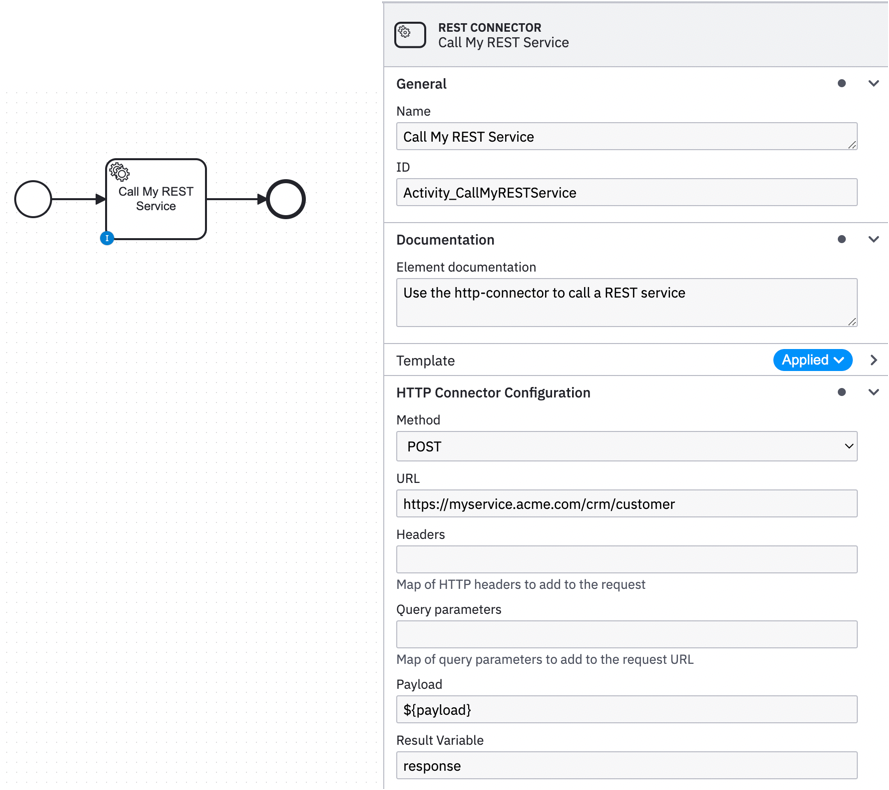 Call My REST
Service
I
REST CONNECTOR
Call My REST Service
General
Name
Call My REST Service
ID
Activity_CallMyRESTService
Documentation
Element documentation
Use the http-connector to call a REST service
Template
Applied
HTTP Connector Configuration
Method
POST
URL
https://myservice.acme.com/crm/customer
Headers
Map of HTTP headers to add to the request
Query parameters
Map of query parameters to add to the request URL
Payload
${payload}
Result Variable
response